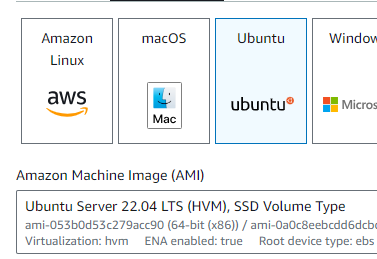 Amazon Linux
macOS
Ubuntu
Window
aws
Mac
ubuntu
Micros
Amazon Machine Image (AMI)
Ubuntu Server 22.04 LTS (HVM), SSD Volume Type
ami-053b0d53c279acc90 (64-bit (x86)) / ami-0a0c8eebcdd6dcbd
Virtualization: hvm ENA enabled: true Root device type: ebs